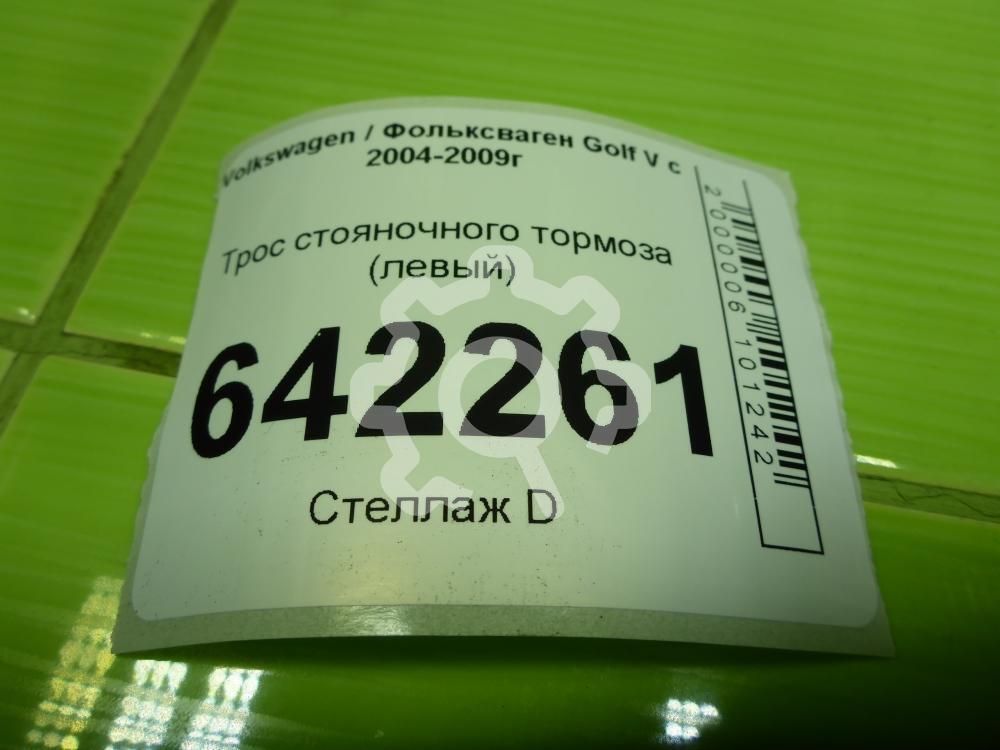 Volkswagen / Фольксваген Golf V с
2004-2009г
Трос стояночного тормоза
(левый)
642261
Стеллаж D
2000006101242